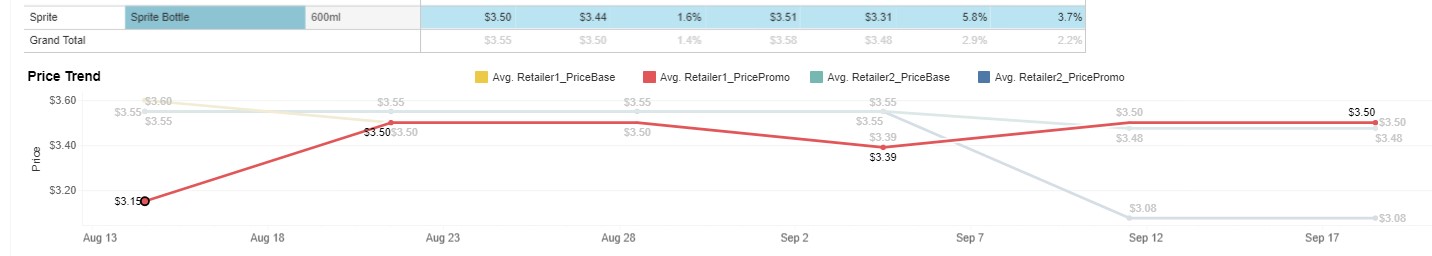 Sprite Sprite Bottle 600ml $3.50 $3.44 1.6% $3.51 $3.31 5.8% 3.7%
Grand Total $3.55 $3.50 1.4% $3.58 $3.48 2.9% 2.2%
Price Trend Avg. Retailer1_PriceBase Avg. Retailer1_PricePromo Avg. Retailer2_PriceBase Avg. Retailer2_PricePromo
$3.60 $3.60 $3.55 $3.55 $3.55
$3.55 $3.50 $3.50
$3.55 $3.55 $3.50
$3.50 $3.50 $3.50 $3.39 $3.48 $3.48
$3.40
$3.39
Price
$3.20
$3.15 $3.08
$3.08
Aug 13 Aug 18 Aug 23 Aug 28 Sep 2 Sep 7 Sep 12 Sep 17